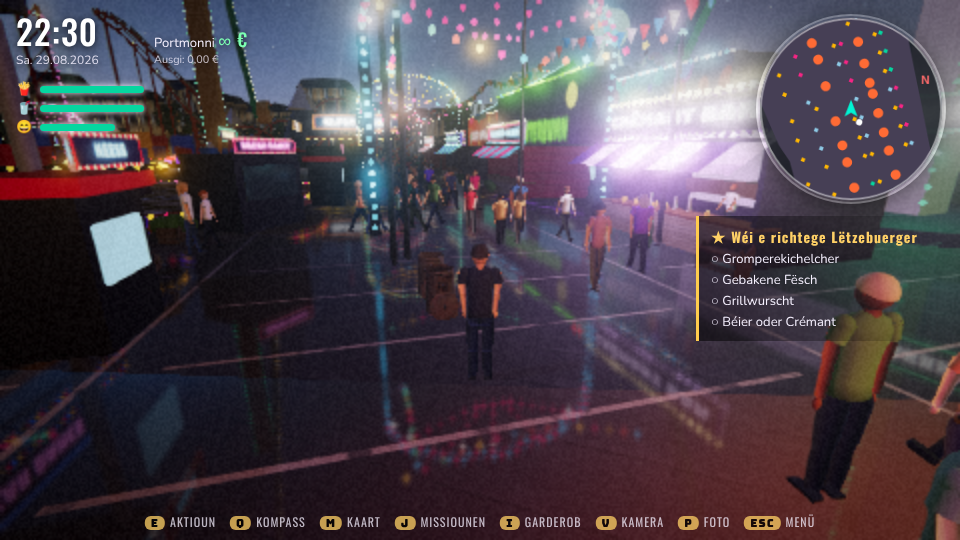 22:30
Sa. 29.08.2026
Portmonni ∞ €
Ausgi: 0,00 €
N
★ Wéi e richtege Lëtzebuerger
○ Gromperekichelcher
○ Gebakene Fësch
○ Grillwurscht
○ Béier oder Crémant
E AKTIOUN Q KOMPASS M KAART J MISSIOUNEN I GARDEROB V KAMERA P FOTO ESC MENÜ